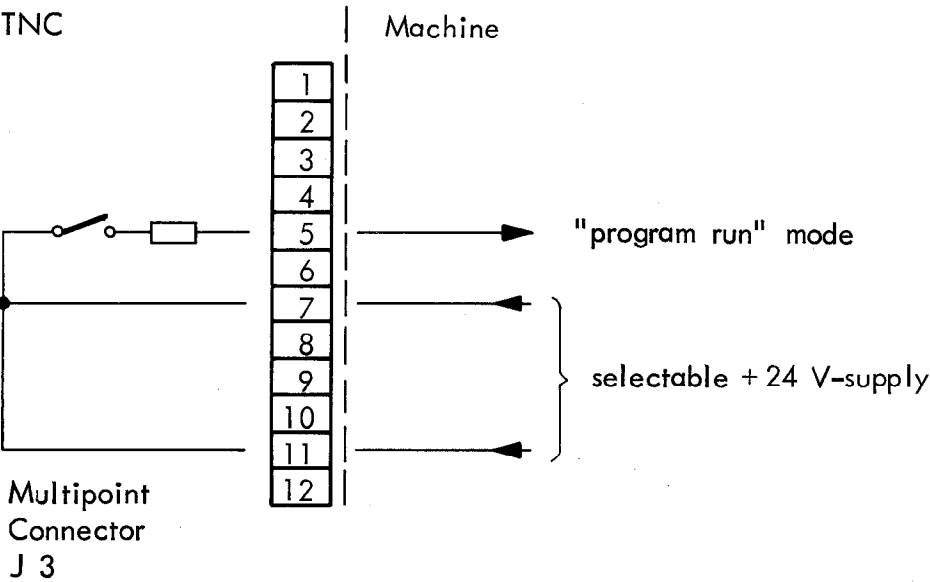 TNC
Machine
1
2
3
4
5
"program run" mode
6
7
8
9
selectable + 24 V-supply
10
11
12
Multipoint
Connector
J 3